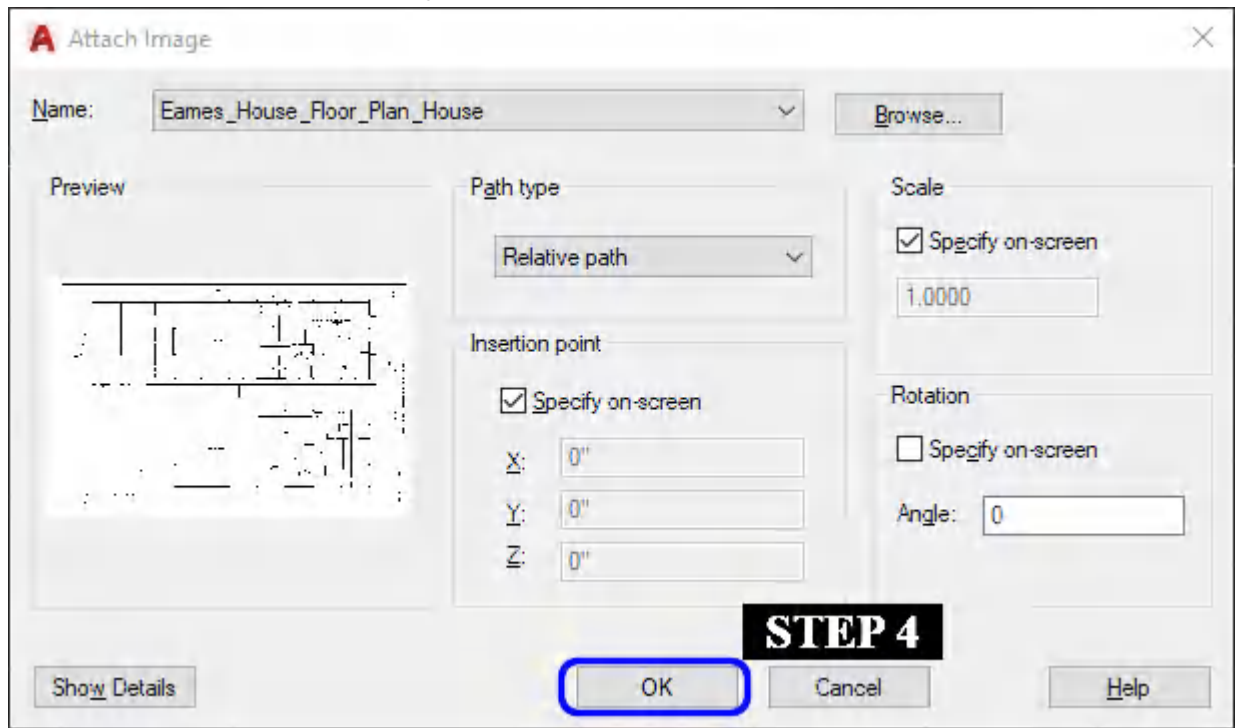 Attach Image
Name: Eames_House_Floor_Plan_House Browse...
Preview
Path type
Relative path
Insertion point
Specify on-screen
X: 0"
Y: 0"
Z: 0"
Scale
Specify on-screen
1.0000
Rotation
Specify on-screen
Angle: 0
STEP 4
Show Details OK Cancel Help